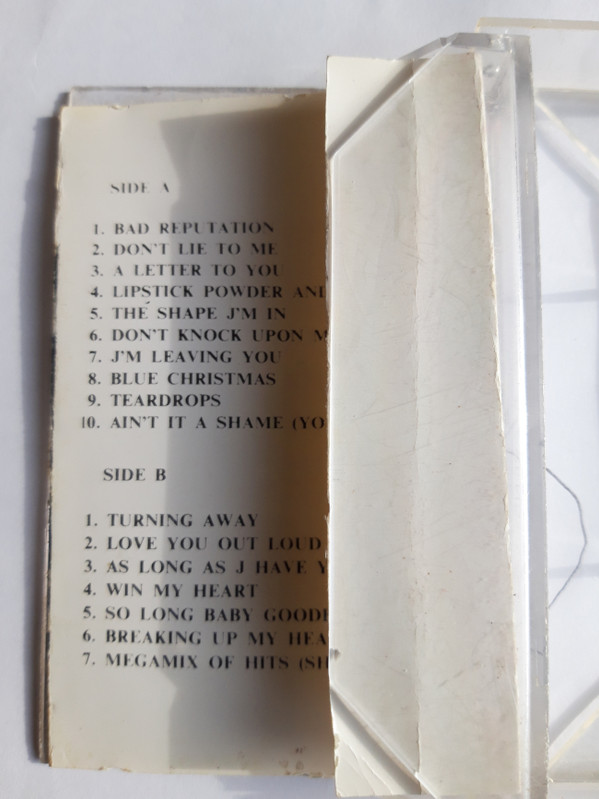 SIDE A
1. BAD REPUTATION
2. DON'T LIE TO ME
3. A LETTER TO YOU
4. LIPSTICK POWDER AND
5. THE SHAPE J'M IN
6. DON'T KNOCK UPON M
7. J'M LEAVING YOU
8. BLUE CHRISTMAS
9. TEARDROPS
10. AIN'T IT A SHAME (YO
SIDE B
1. TURNING AWAY
2. LOVE YOU OUT LOUD
3. AS LONG AS J HAVE Y
4. WIN MY HEART
5. SO LONG BABY GOODB
6. BREAKING UP MY HEA
7. MEGAMIX OF HITS (SH